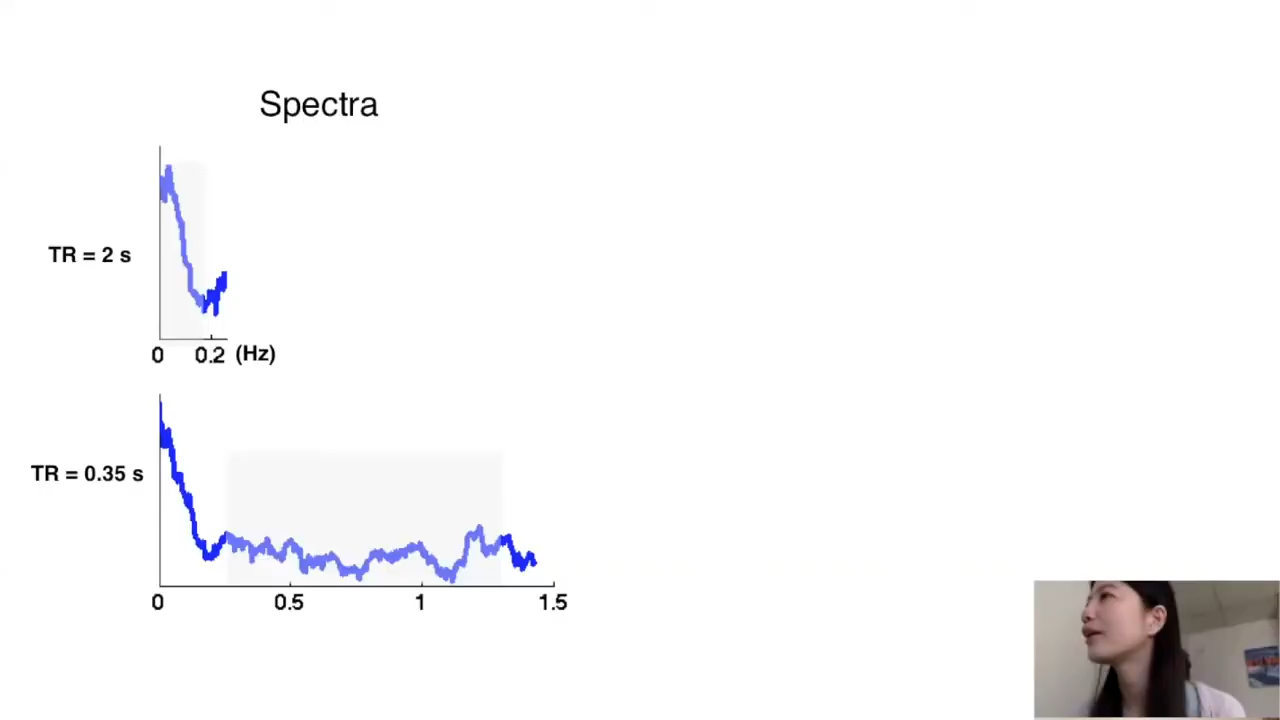 Spectra
TR = 2 s
0 0.2 (Hz)
TR = 0.35 s
0 0.5 1 1.5